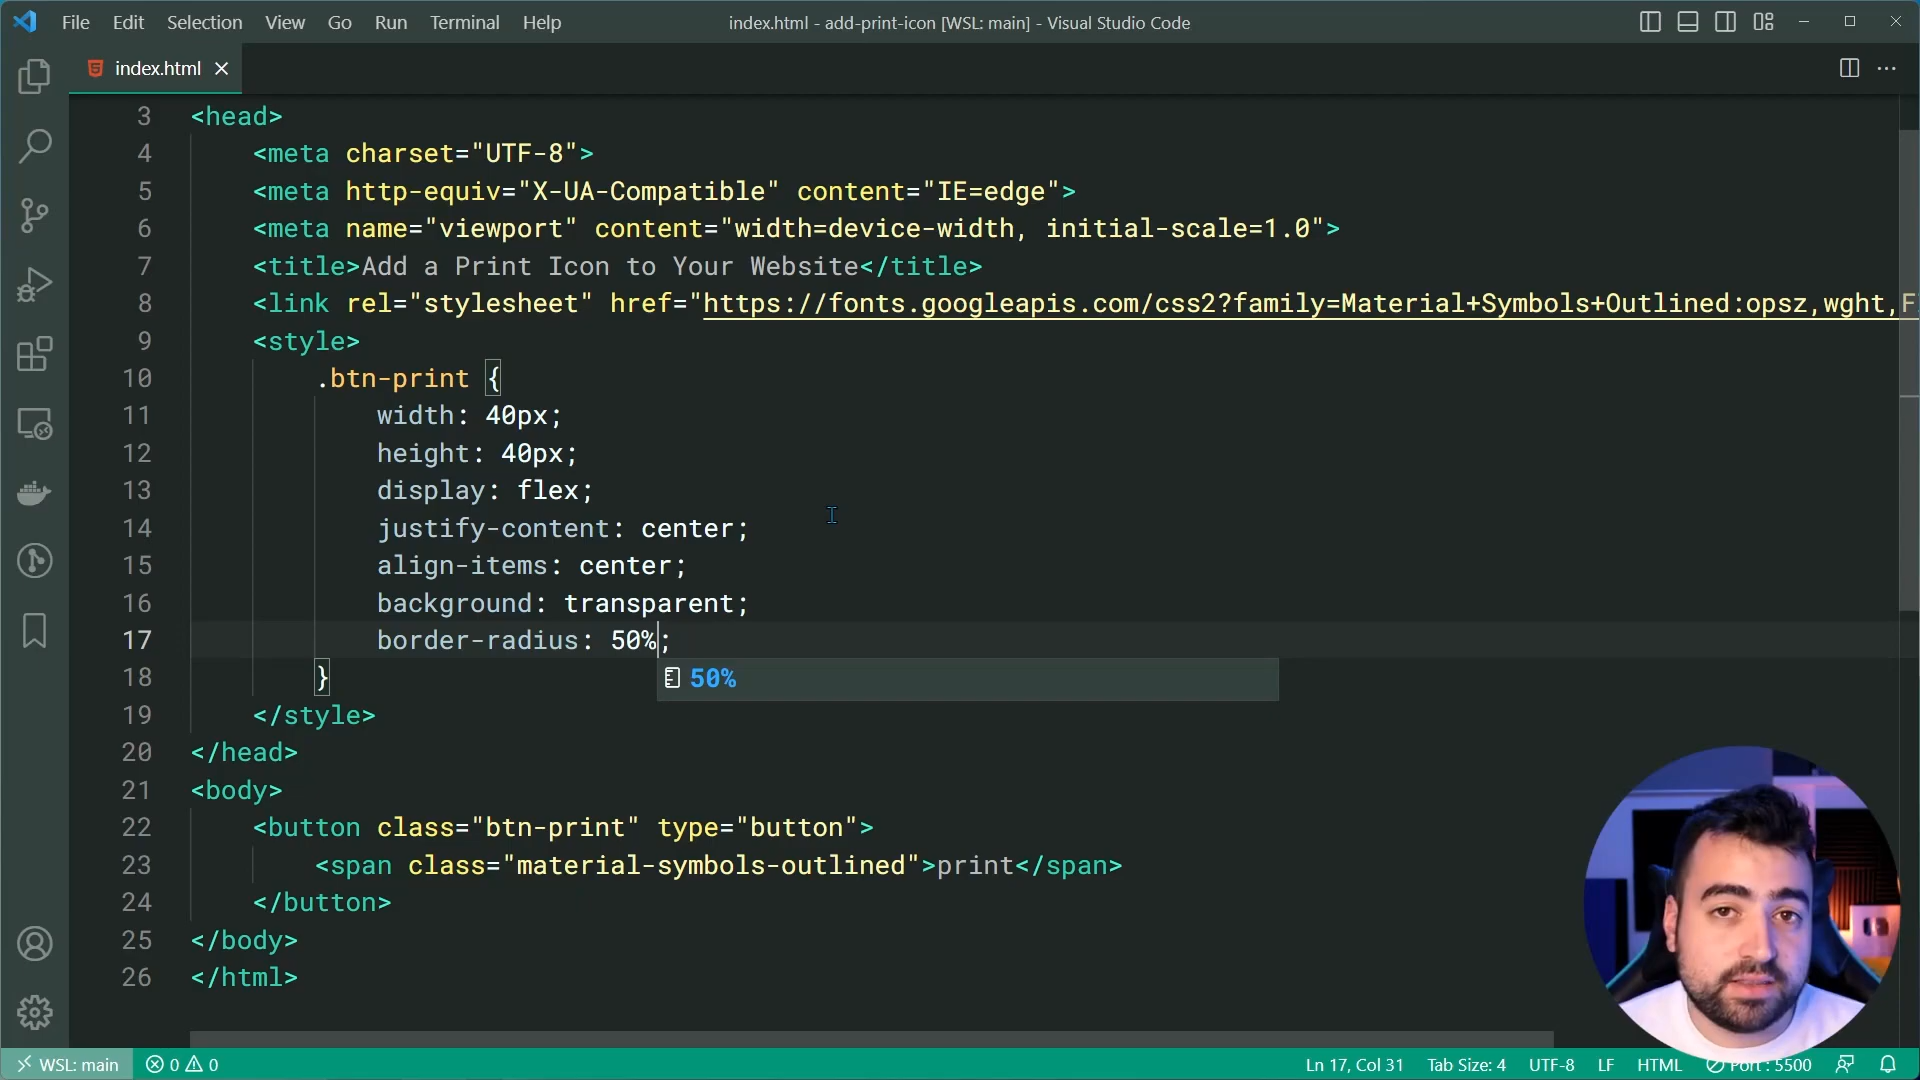 File Edit Selection View Go Run Terminal Help
index.html - add-print-icon [WSL: main] - Visual Studio Code
index.html
3 <head>
4 <meta charset="UTF-8">
5 <meta http-equiv="X-UA-Compatible" content="IE=edge">
6 <meta name="viewport" content="width=device-width, initial-scale=1.0">
7 <title>Add a Print Icon to Your Website</title>
8 <link rel="stylesheet" href="https://fonts.googleapis.com/css2?family=Material+Symbols+Outlined:opsz,wght,F
9 <style>
10 .btn-print {
11 width: 40px;
12 height: 40px;
13 display: flex;
14 justify-content: center;
15 align-items: center;
16 background: transparent;
17 border-radius: 50%;
50%
18 }
19 </style>
20 </head>
21 <body>
22 <button class="btn-print" type="button">
23 <span class="material-symbols-outlined">print</span>
24 </button>
25 </body>
26 </html>
WSL: main 0 0 Ln 17, Col 31 Tab Size: 4 UTF-8 LF HTML Port : 5500